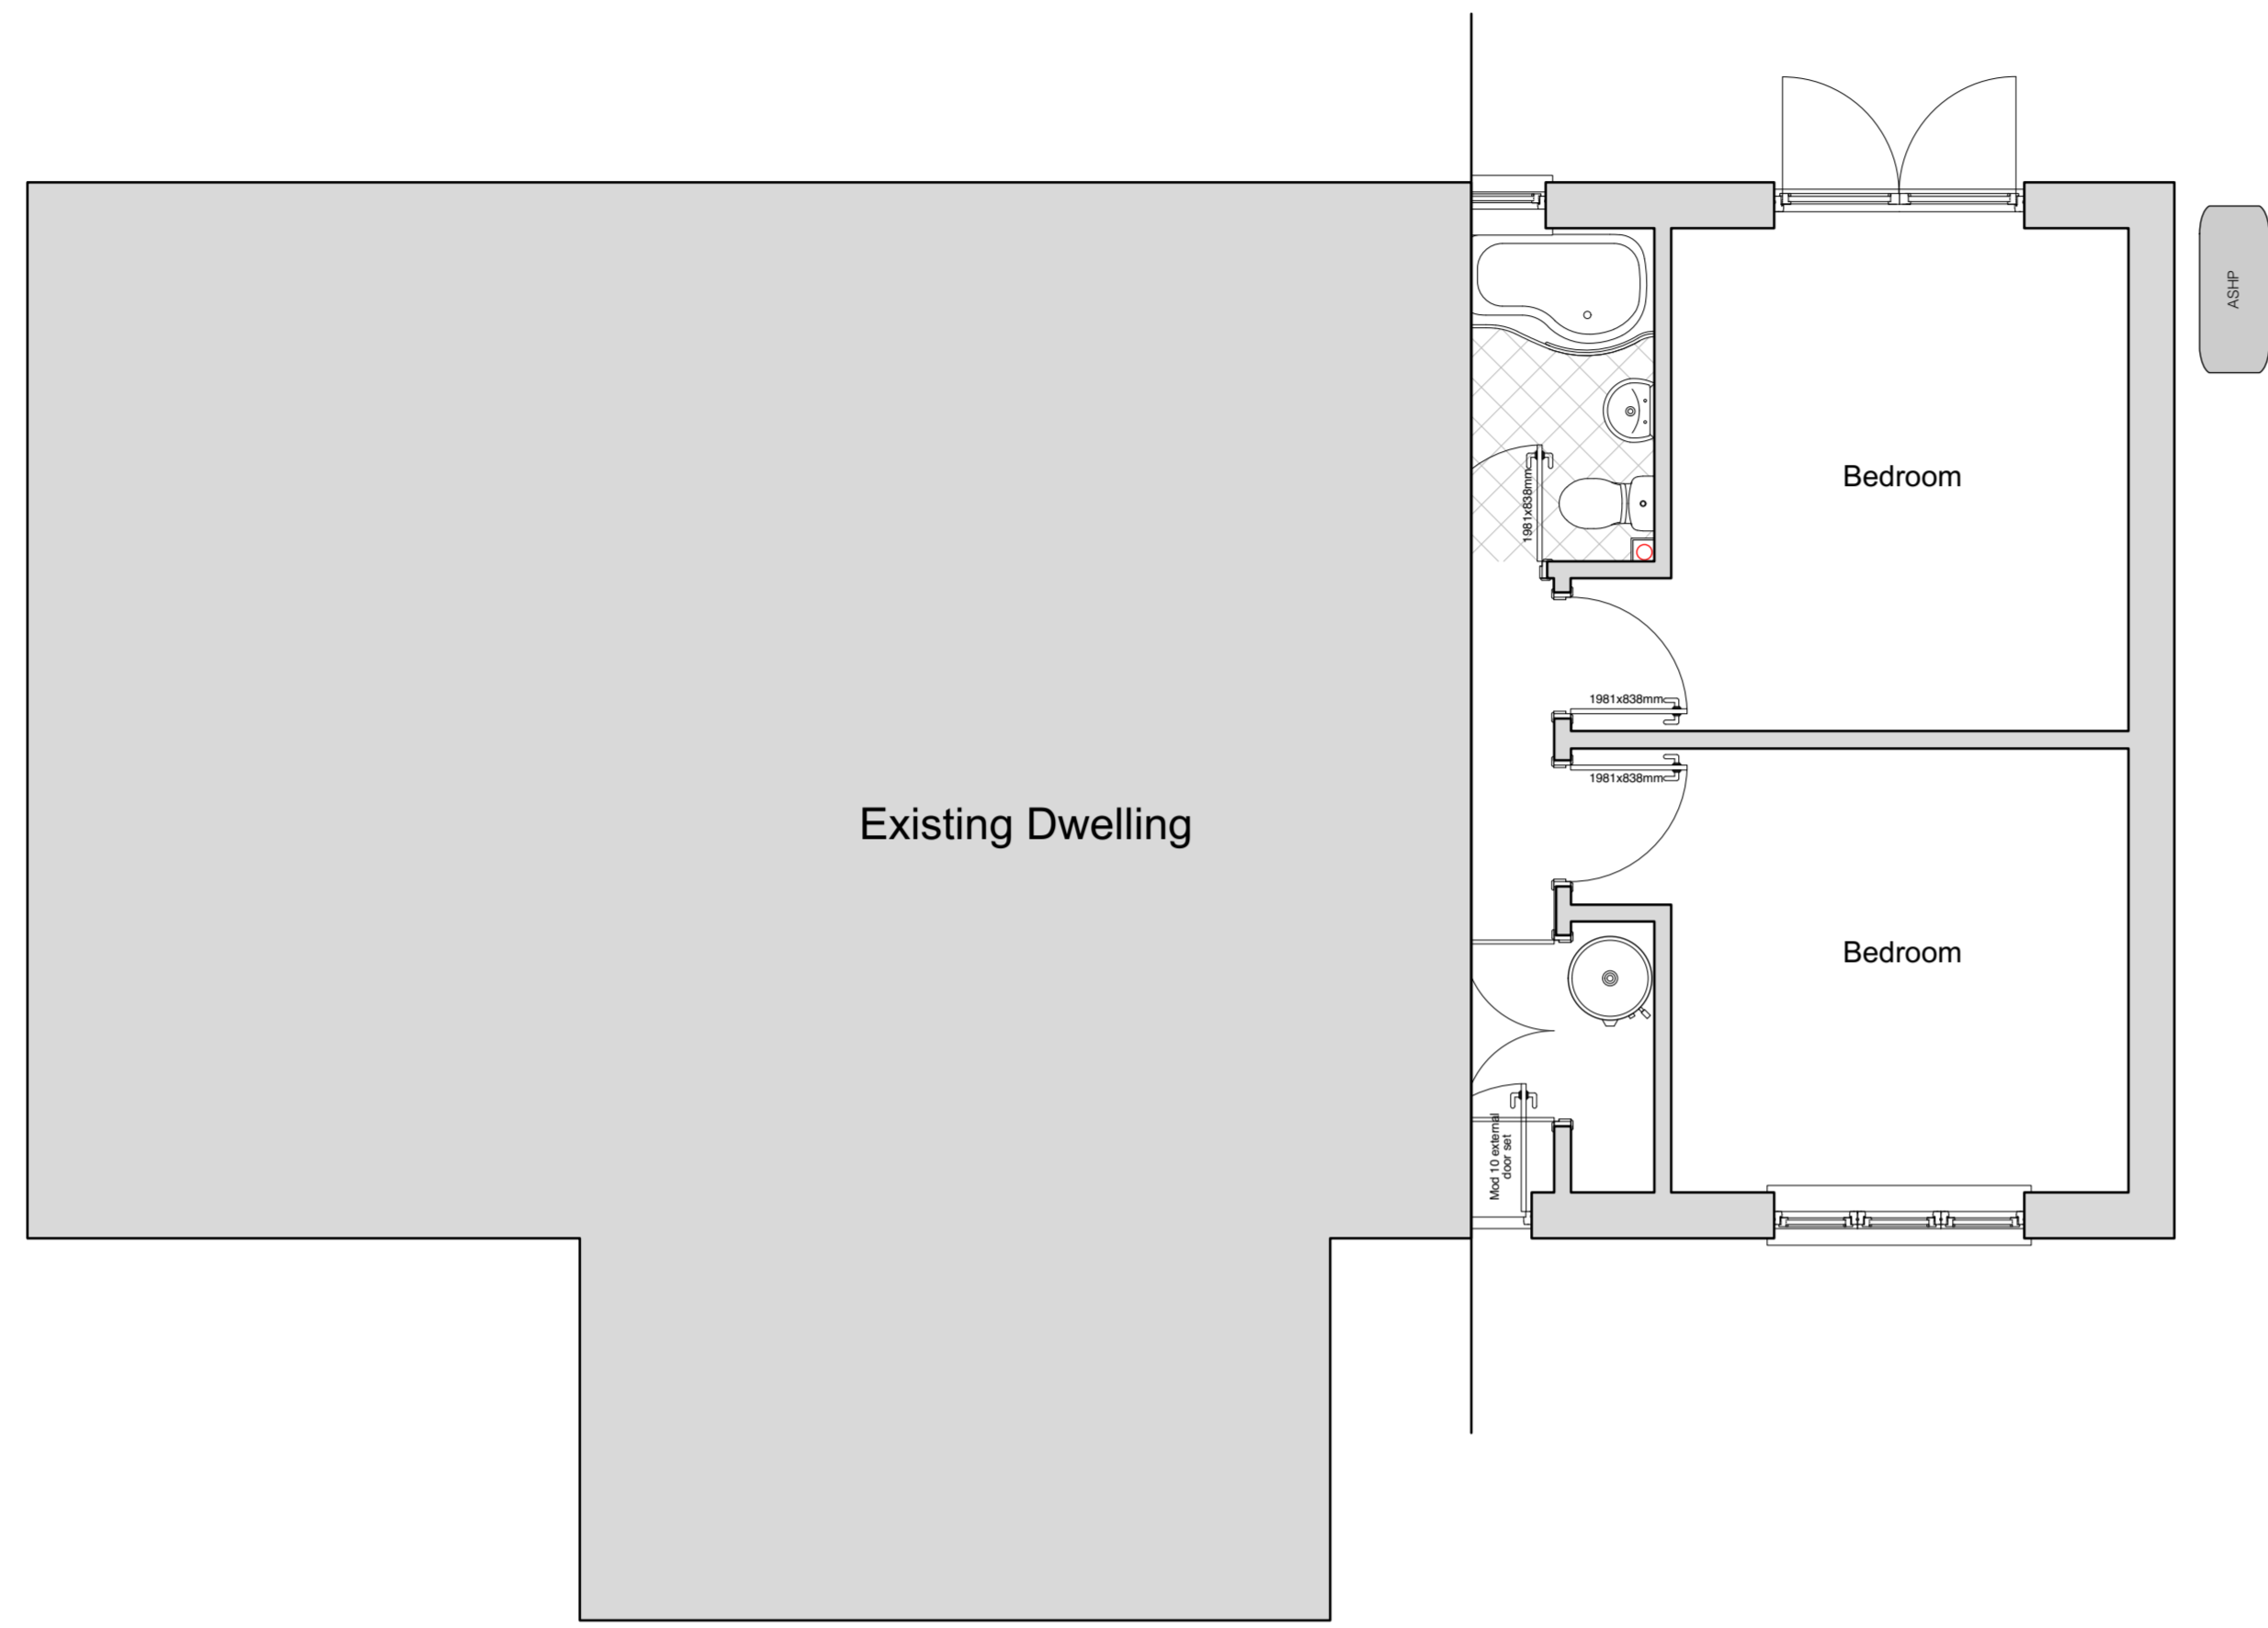 ASHP
Bedroom
1981x838mm
1981x838mm
1981x838mm
Existing Dwelling
Bedroom
Mod 10 external
door set